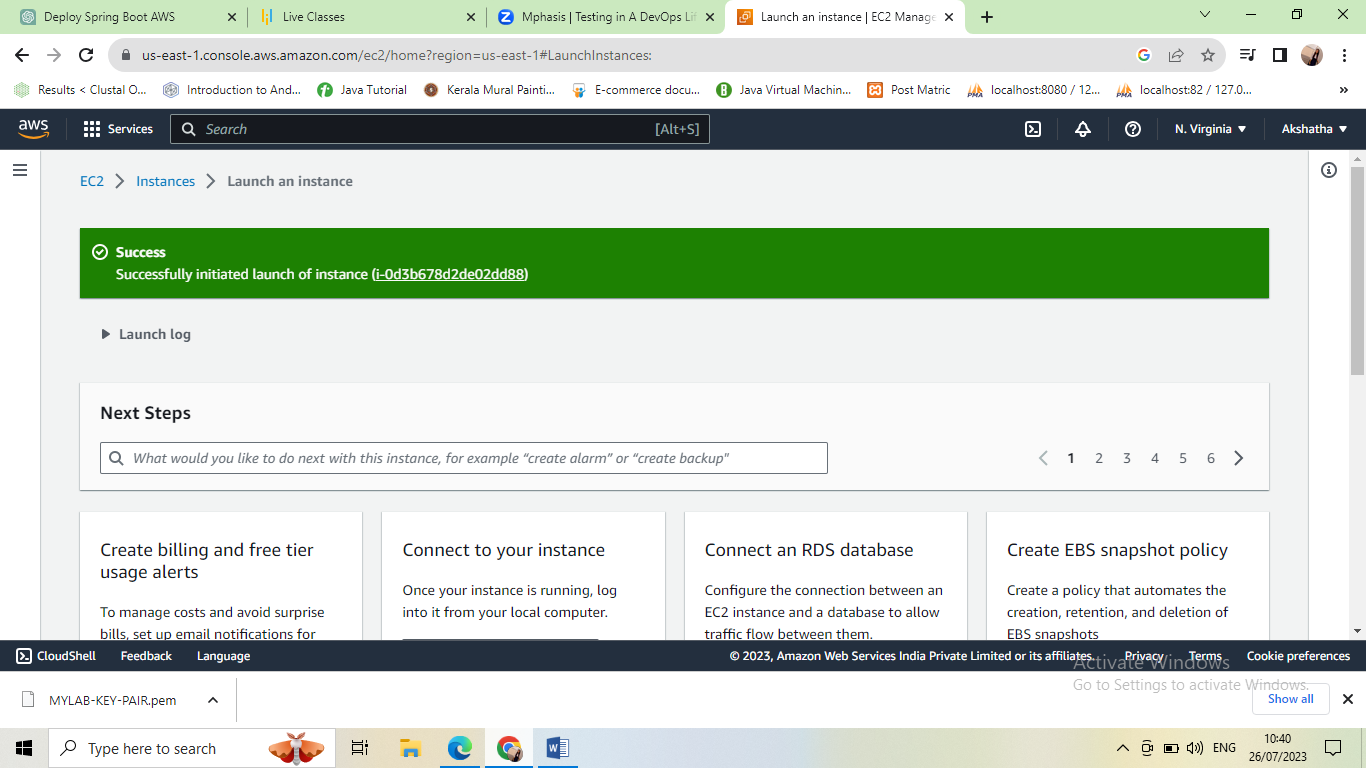 Deploy Spring Boot AWS
Live Classes
Mphasis | Testing in A DevOps Lif
Launch an instance | EC2 Manage
us-east-1.console.aws.amazon.com/ec2/home?region=us-east-1#LaunchInstances:
Results < Clustal O...
Introduction to And...
Java Tutorial
Kerala Mural Painti...
E-commerce docu...
Java Virtual Machin...
Post Matric
localhost:8080 / 12...
localhost:82 / 127.0...
»
aws
Services
Search
[Alt+S]
N. Virginia
Akshatha
EC2
Instances
Launch an instance
Success
Successfully initiated launch of instance (i-0d3b678d2de02dd88)
Launch log
Next Steps
What would you like to do next with this instance, for example “create alarm” or “create backup”
1 2 3 4 5 6
Create billing and free tier
usage alerts
To manage costs and avoid surprise
bills, set up email notifications for
Connect to your instance
Once your instance is running, log
into it from your local computer.
Connect an RDS database
Configure the connection between an
EC2 instance and a database to allow
traffic flow between them.
Create EBS snapshot policy
Create a policy that automates the
creation, retention, and deletion of
EBS snapshots
CloudShell
Feedback
Language
© 2023, Amazon Web Services India Private Limited or its affiliates.
Privacy
Terms
Cookie preferences
Activate Windows
Go to Settings to activate Windows.
MYLAB-KEY-PAIR.pem
Show all
Type here to search
ENG
10:40
26/07/2023